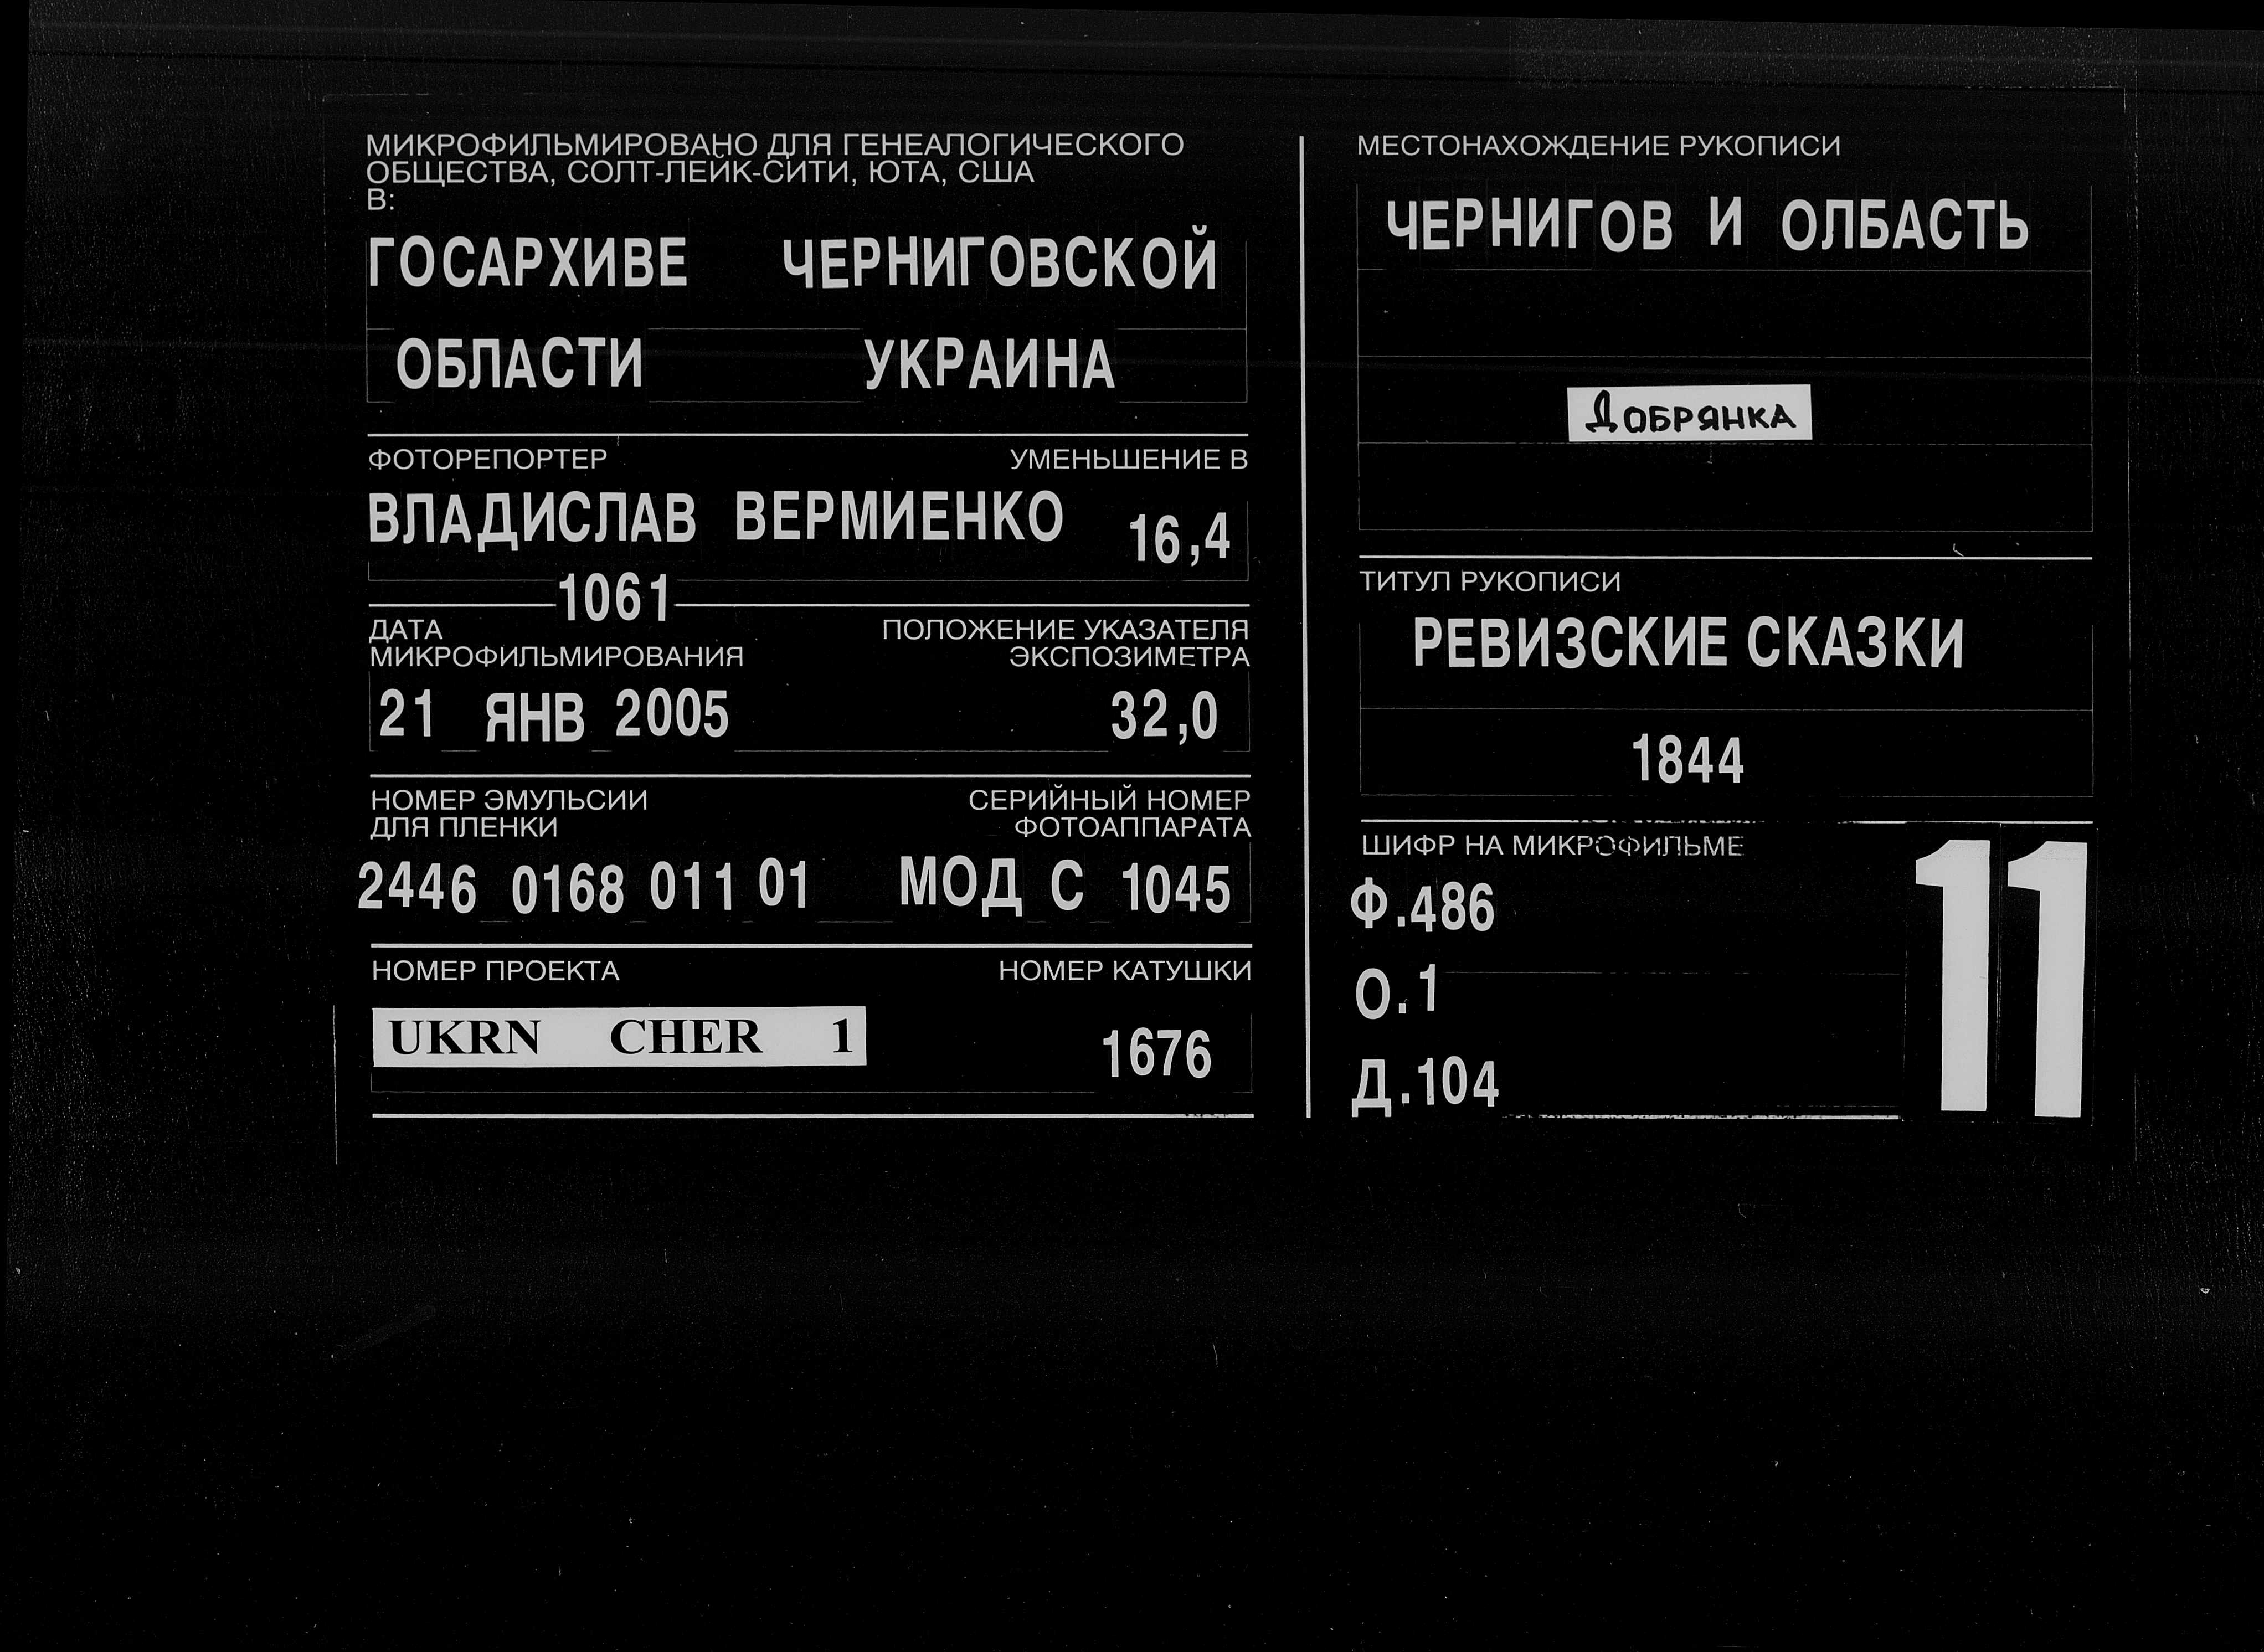 МИКРОФИЛЬМИРОВАНО ДЛЯ ГЕНЕАЛОГИЧЕСКОГО
ОБЩЕСТВА, СОЛТ-ЛЕЙК-СИТИ, ЮТА, США
В:
ГОСАРХИВЕ ЧЕРНИГОВСКОЙ
ОБЛАСТИ УКРАИНА
ФОТОРЕПОРТЕР УМЕНЬШЕНИЕ В
ВЛАДИСЛАВ ВЕРМИЕНКО 16,4
1061
ДАТА ПОЛОЖЕНИЕ УКАЗАТЕЛЯ
МИКРОФИЛЬМИРОВАНИЯ ЭКСПОЗИМЕТРА
21 ЯНВ 2005 32,0
НОМЕР ЭМУЛЬСИИ СЕРИЙНЫЙ НОМЕР
ДЛЯ ПЛЕНКИ ФОТОАППАРАТА
2446 0168 011 01 МОД С 1045
НОМЕР ПРОЕКТА НОМЕР КАТУШКИ
UKRN CHER 1 1676
МЕСТОНАХОЖДЕНИЕ РУКОПИСИ
ЧЕРНИГОВ И ОЛБАСТЬ
ДОБРЯНКА
ТИТУЛ РУКОПИСИ
РЕВИЗСКИЕ СКАЗКИ
1844
ШИФР НА МИКРОФИЛЬМЕ
Ф.486
О.1
Д.104
11